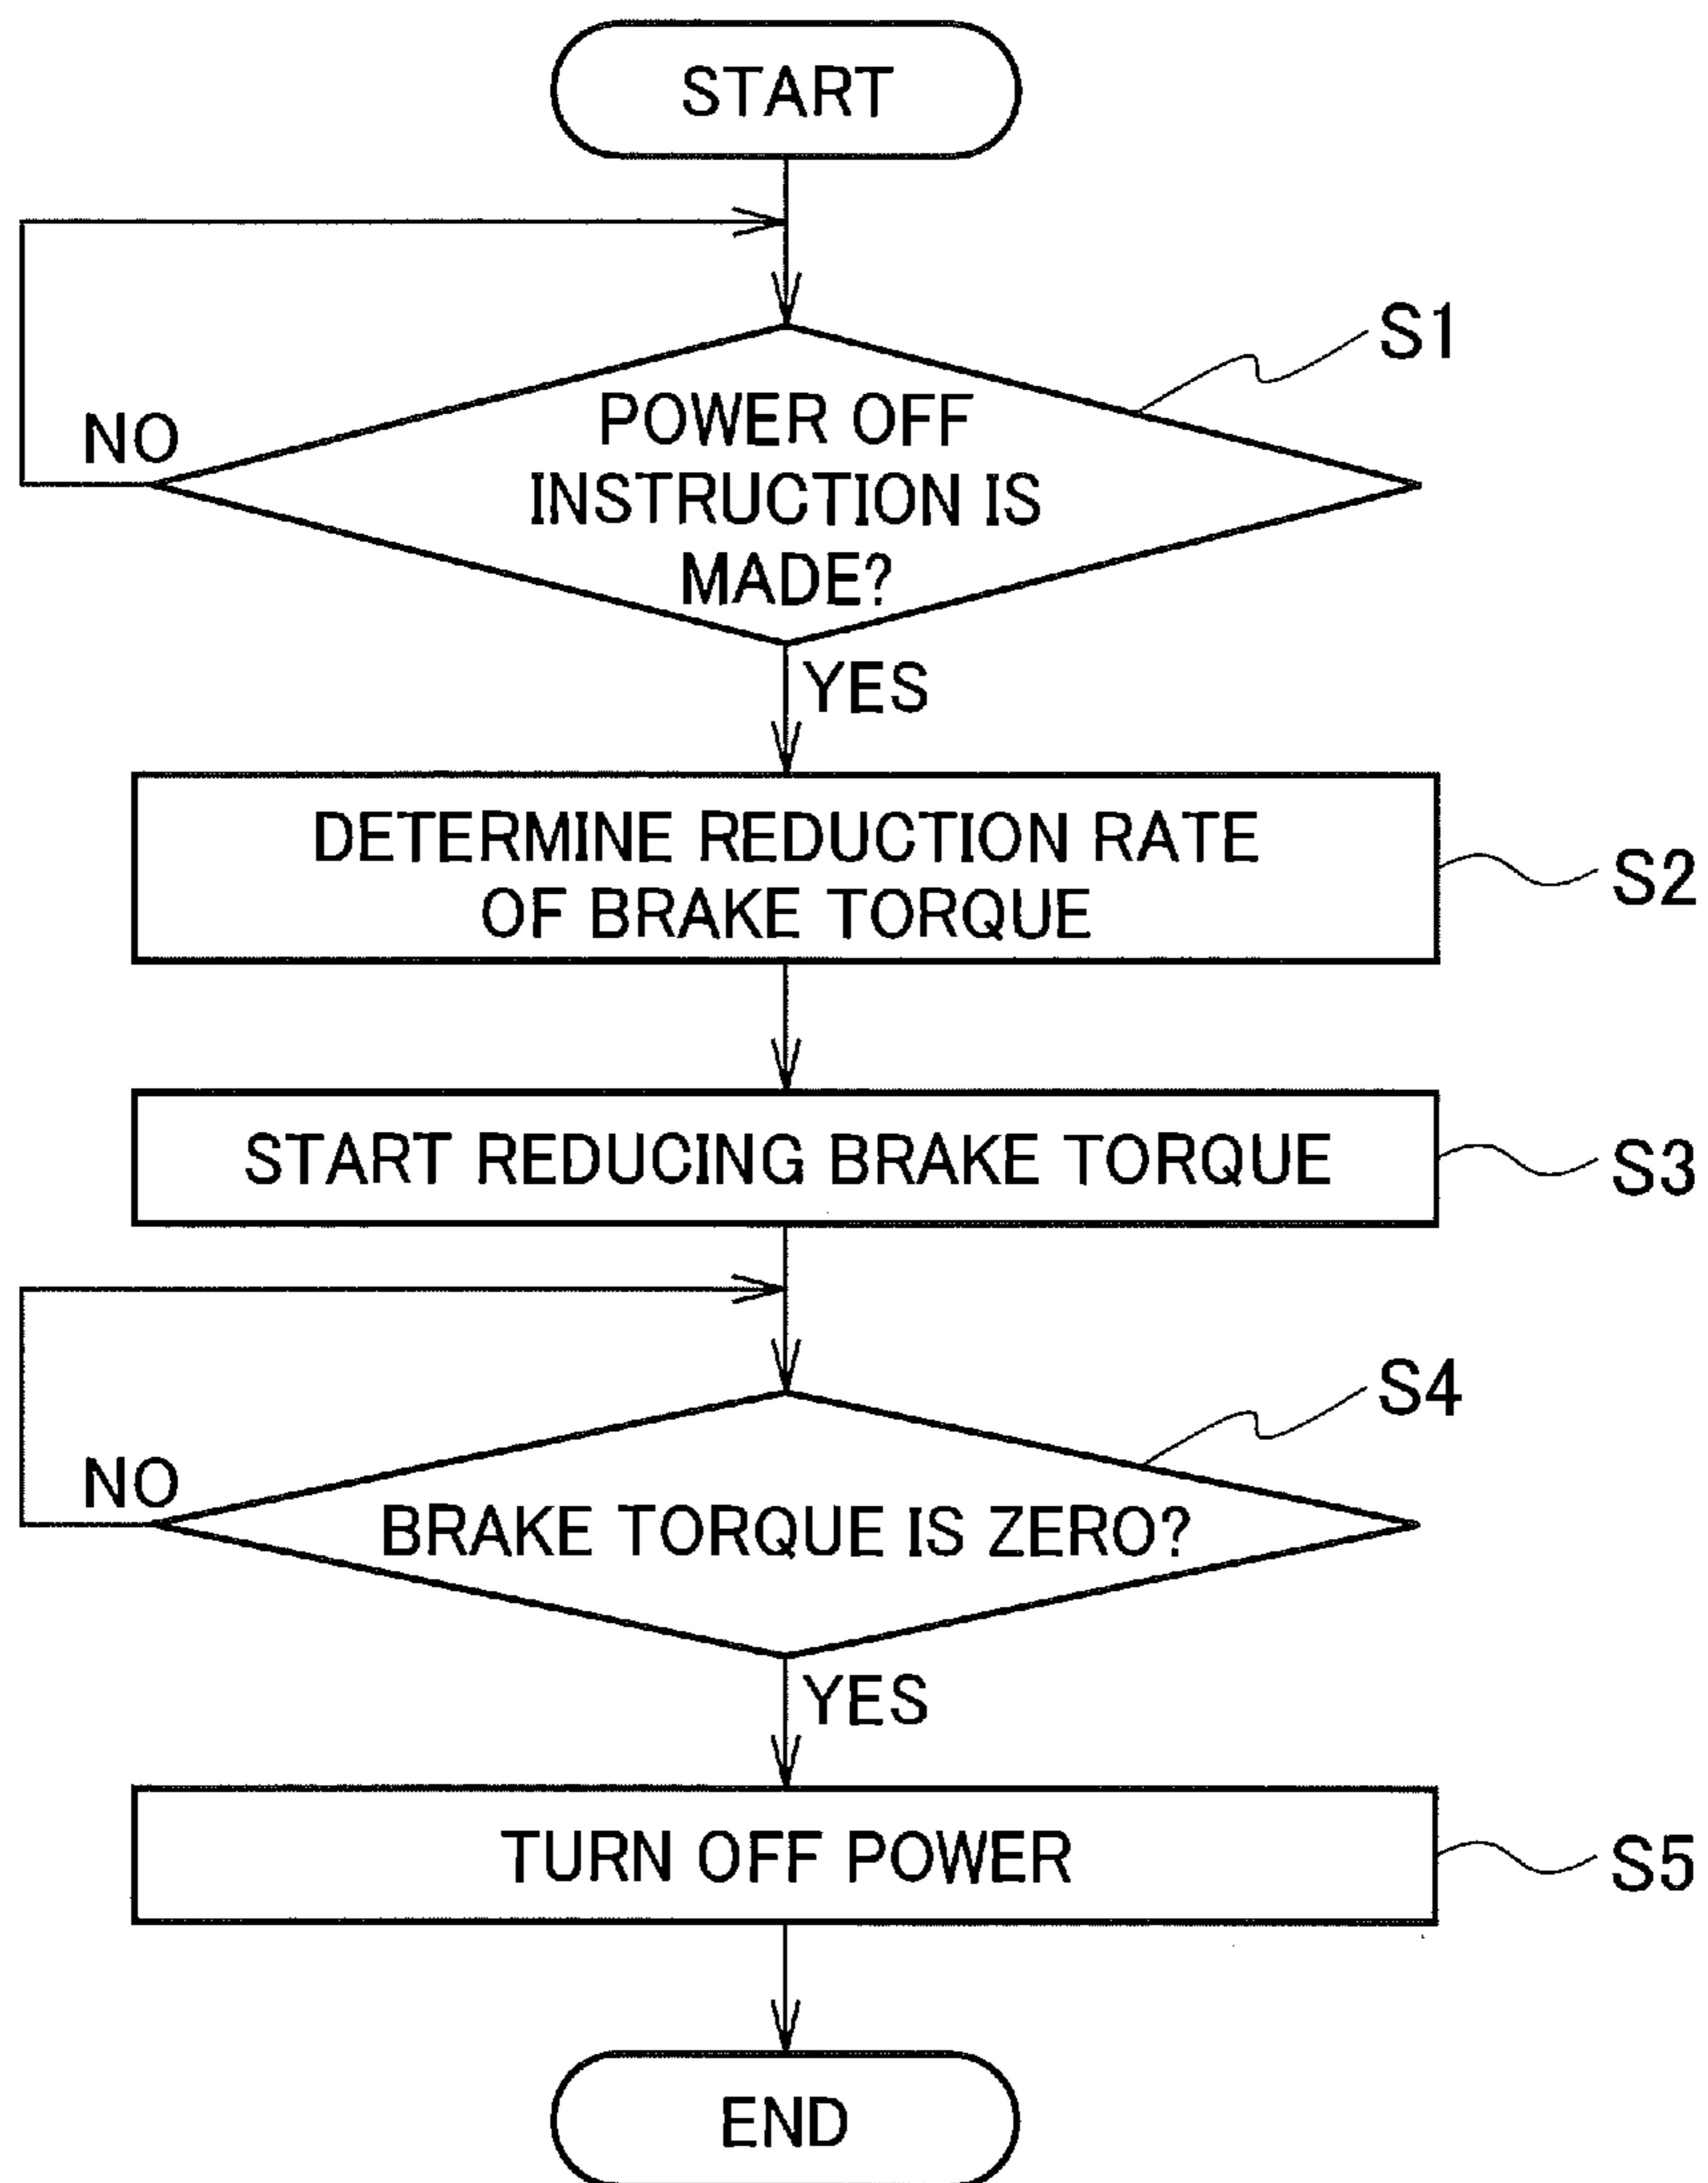 START
S1
NO
POWER OFF
INSTRUCTION IS
MADE?
YES
DETERMINE REDUCTION RATE
OF BRAKE TORQUE
S2
START REDUCING BRAKE TORQUE
S3
S4
NO
BRAKE TORQUE IS ZERO?
YES
TURN OFF POWER
S5
END